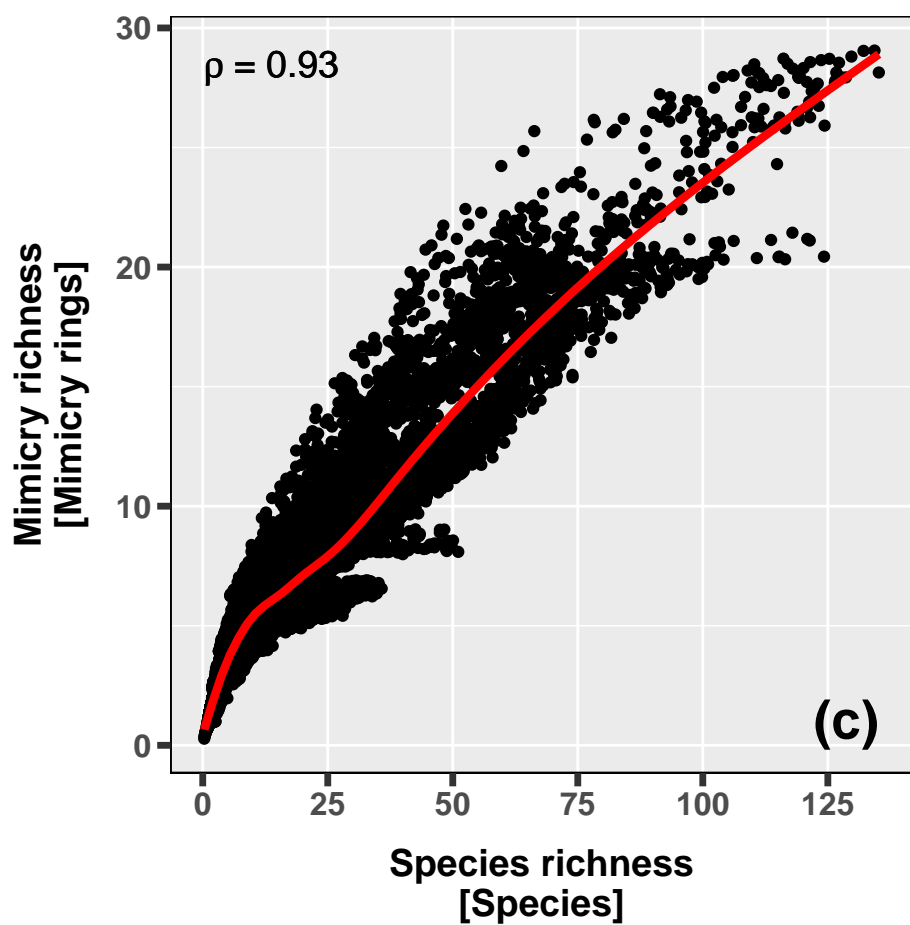 ρ = 0.93
30
20
10
0
Mimicry richness
[Mimicry rings]
(c)
0 25 50 75 100 125
Species richness
[Species]